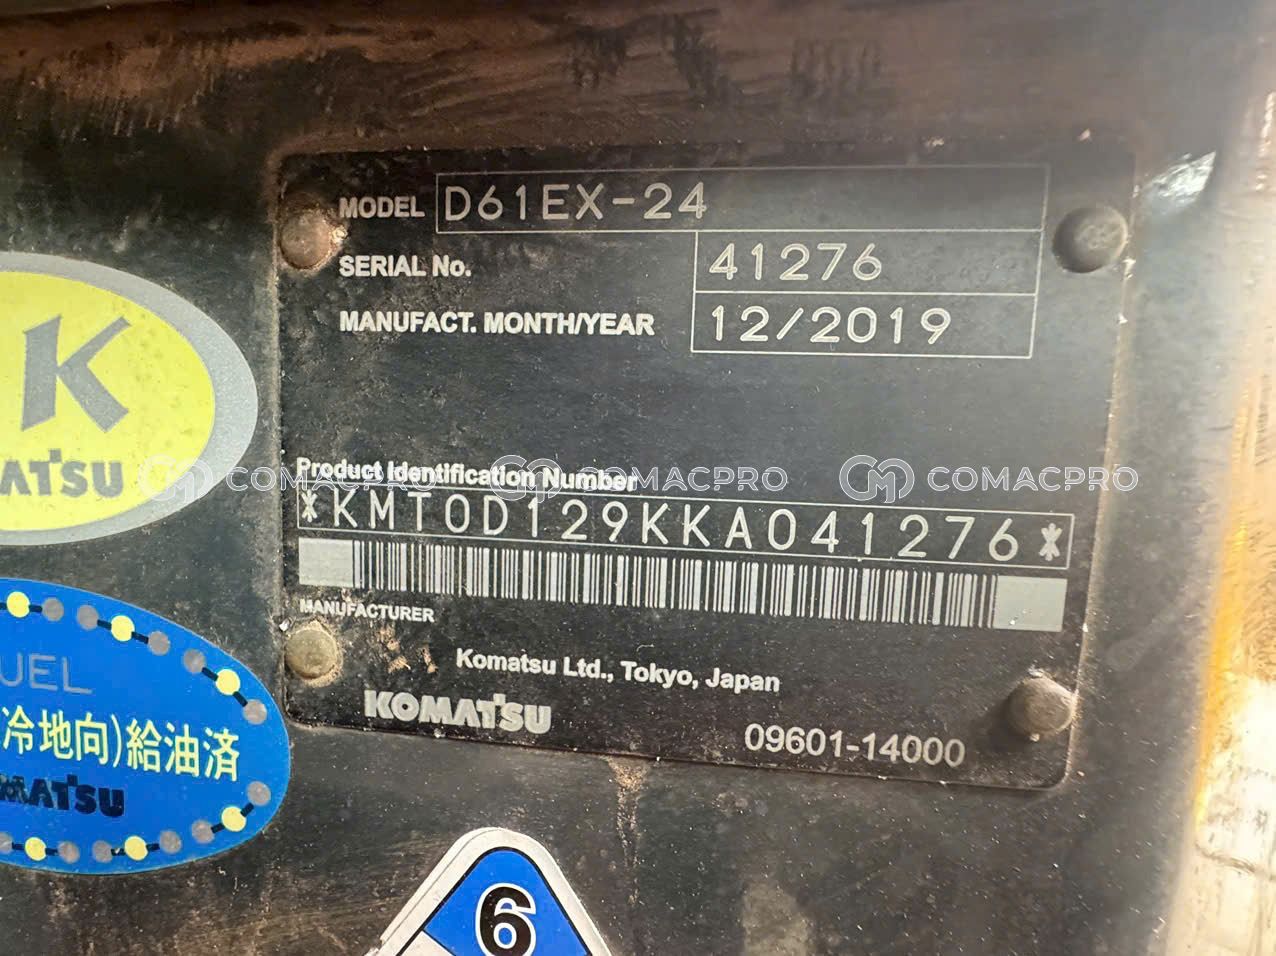 MODEL D61EX-24
SERIAL No. 41276
MANUFACT. MONTH/YEAR 12/2019
Product Identification Number
*KMT0D129KKA041276*
MANUFACTURER
Komatsu Ltd., Tokyo, Japan
KOMATSU
09601-14000
K
MATSU
COMACPRO COMACPRO COMACPRO
UEL
(冷地向)給油済
MATSU
6